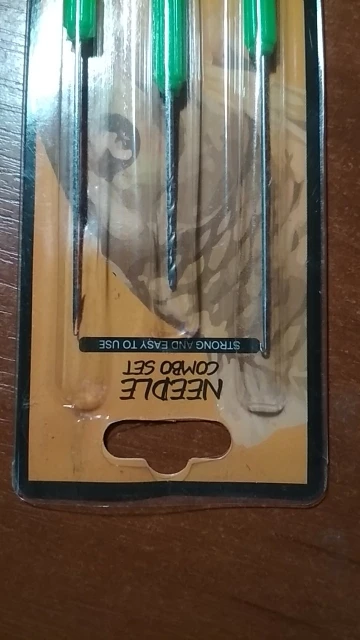 NEEDLE
COMBO SET
STRONG AND EASY TO USE